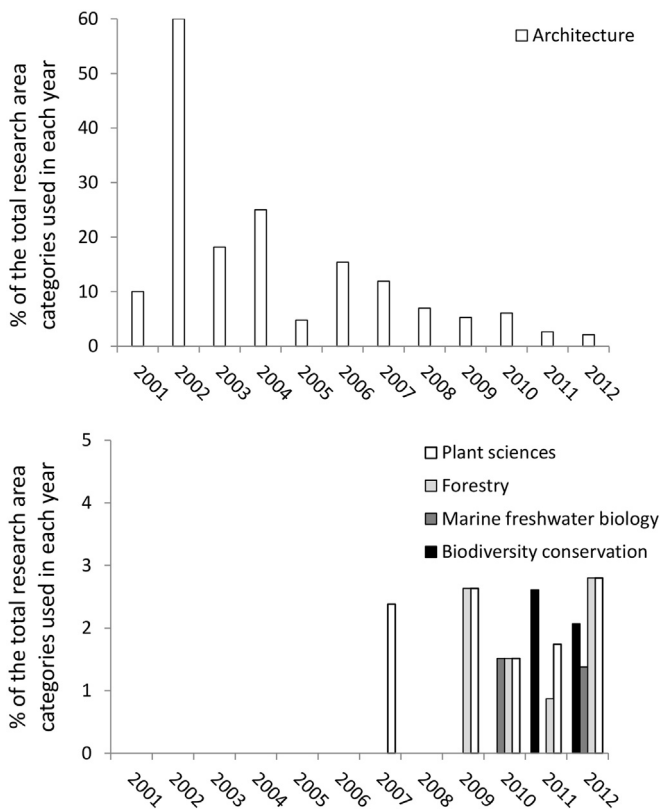 % of the total research area
categories used in each year
60
50
40
30
20
10
0
Architecture
2001 2002 2003 2004 2005 2006 2007 2008 2009 2010 2011 2012
% of the total research area
categories used in each year
5
4
3
2
1
0
Plant sciences
Forestry
Marine freshwater biology
Biodiversity conservation
2001 2002 2003 2004 2005 2006 2007 2008 2009 2010 2011 2012